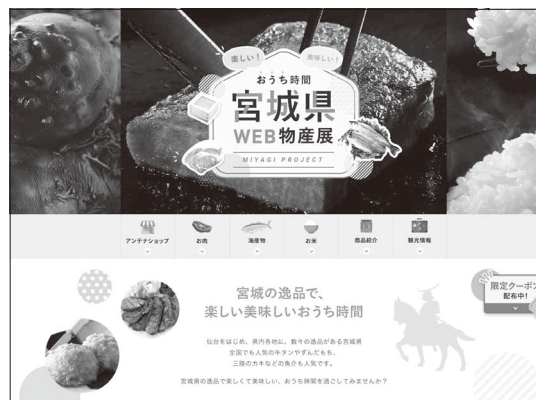 楽しい！
美味しい！
おうち時間
宮城県
WEB物産展
MIYAGI PROJECT
アンテナショップ
お肉
海産物
お米
商品紹介
観光情報
限定クーポン
配布中！
宮城の逸品で、
楽しい美味しいおうち時間
仙台をはじめ、県内各地に、数々の逸品がある宮城県
全国でも人気の牛タンやずんだもち、
三陸のカキなどの魚介も人気です。
宮城県の逸品で楽しくて美味しい、おうち時間を過ごしてみませんか？